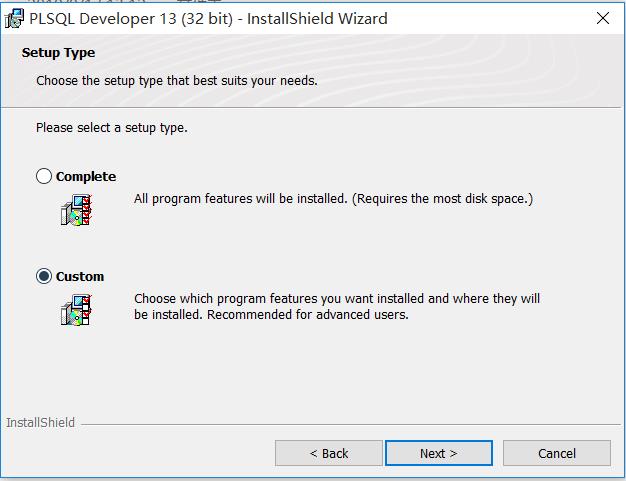 PLSQL Developer 13 (32 bit) - InstallShield Wizard
Setup Type
Choose the setup type that best suits your needs.
Please select a setup type.
Complete
All program features will be installed. (Requires the most disk space.)
Custom
Choose which program features you want installed and where they will
be installed. Recommended for advanced users.
InstallShield
< Back
Next >
Cancel